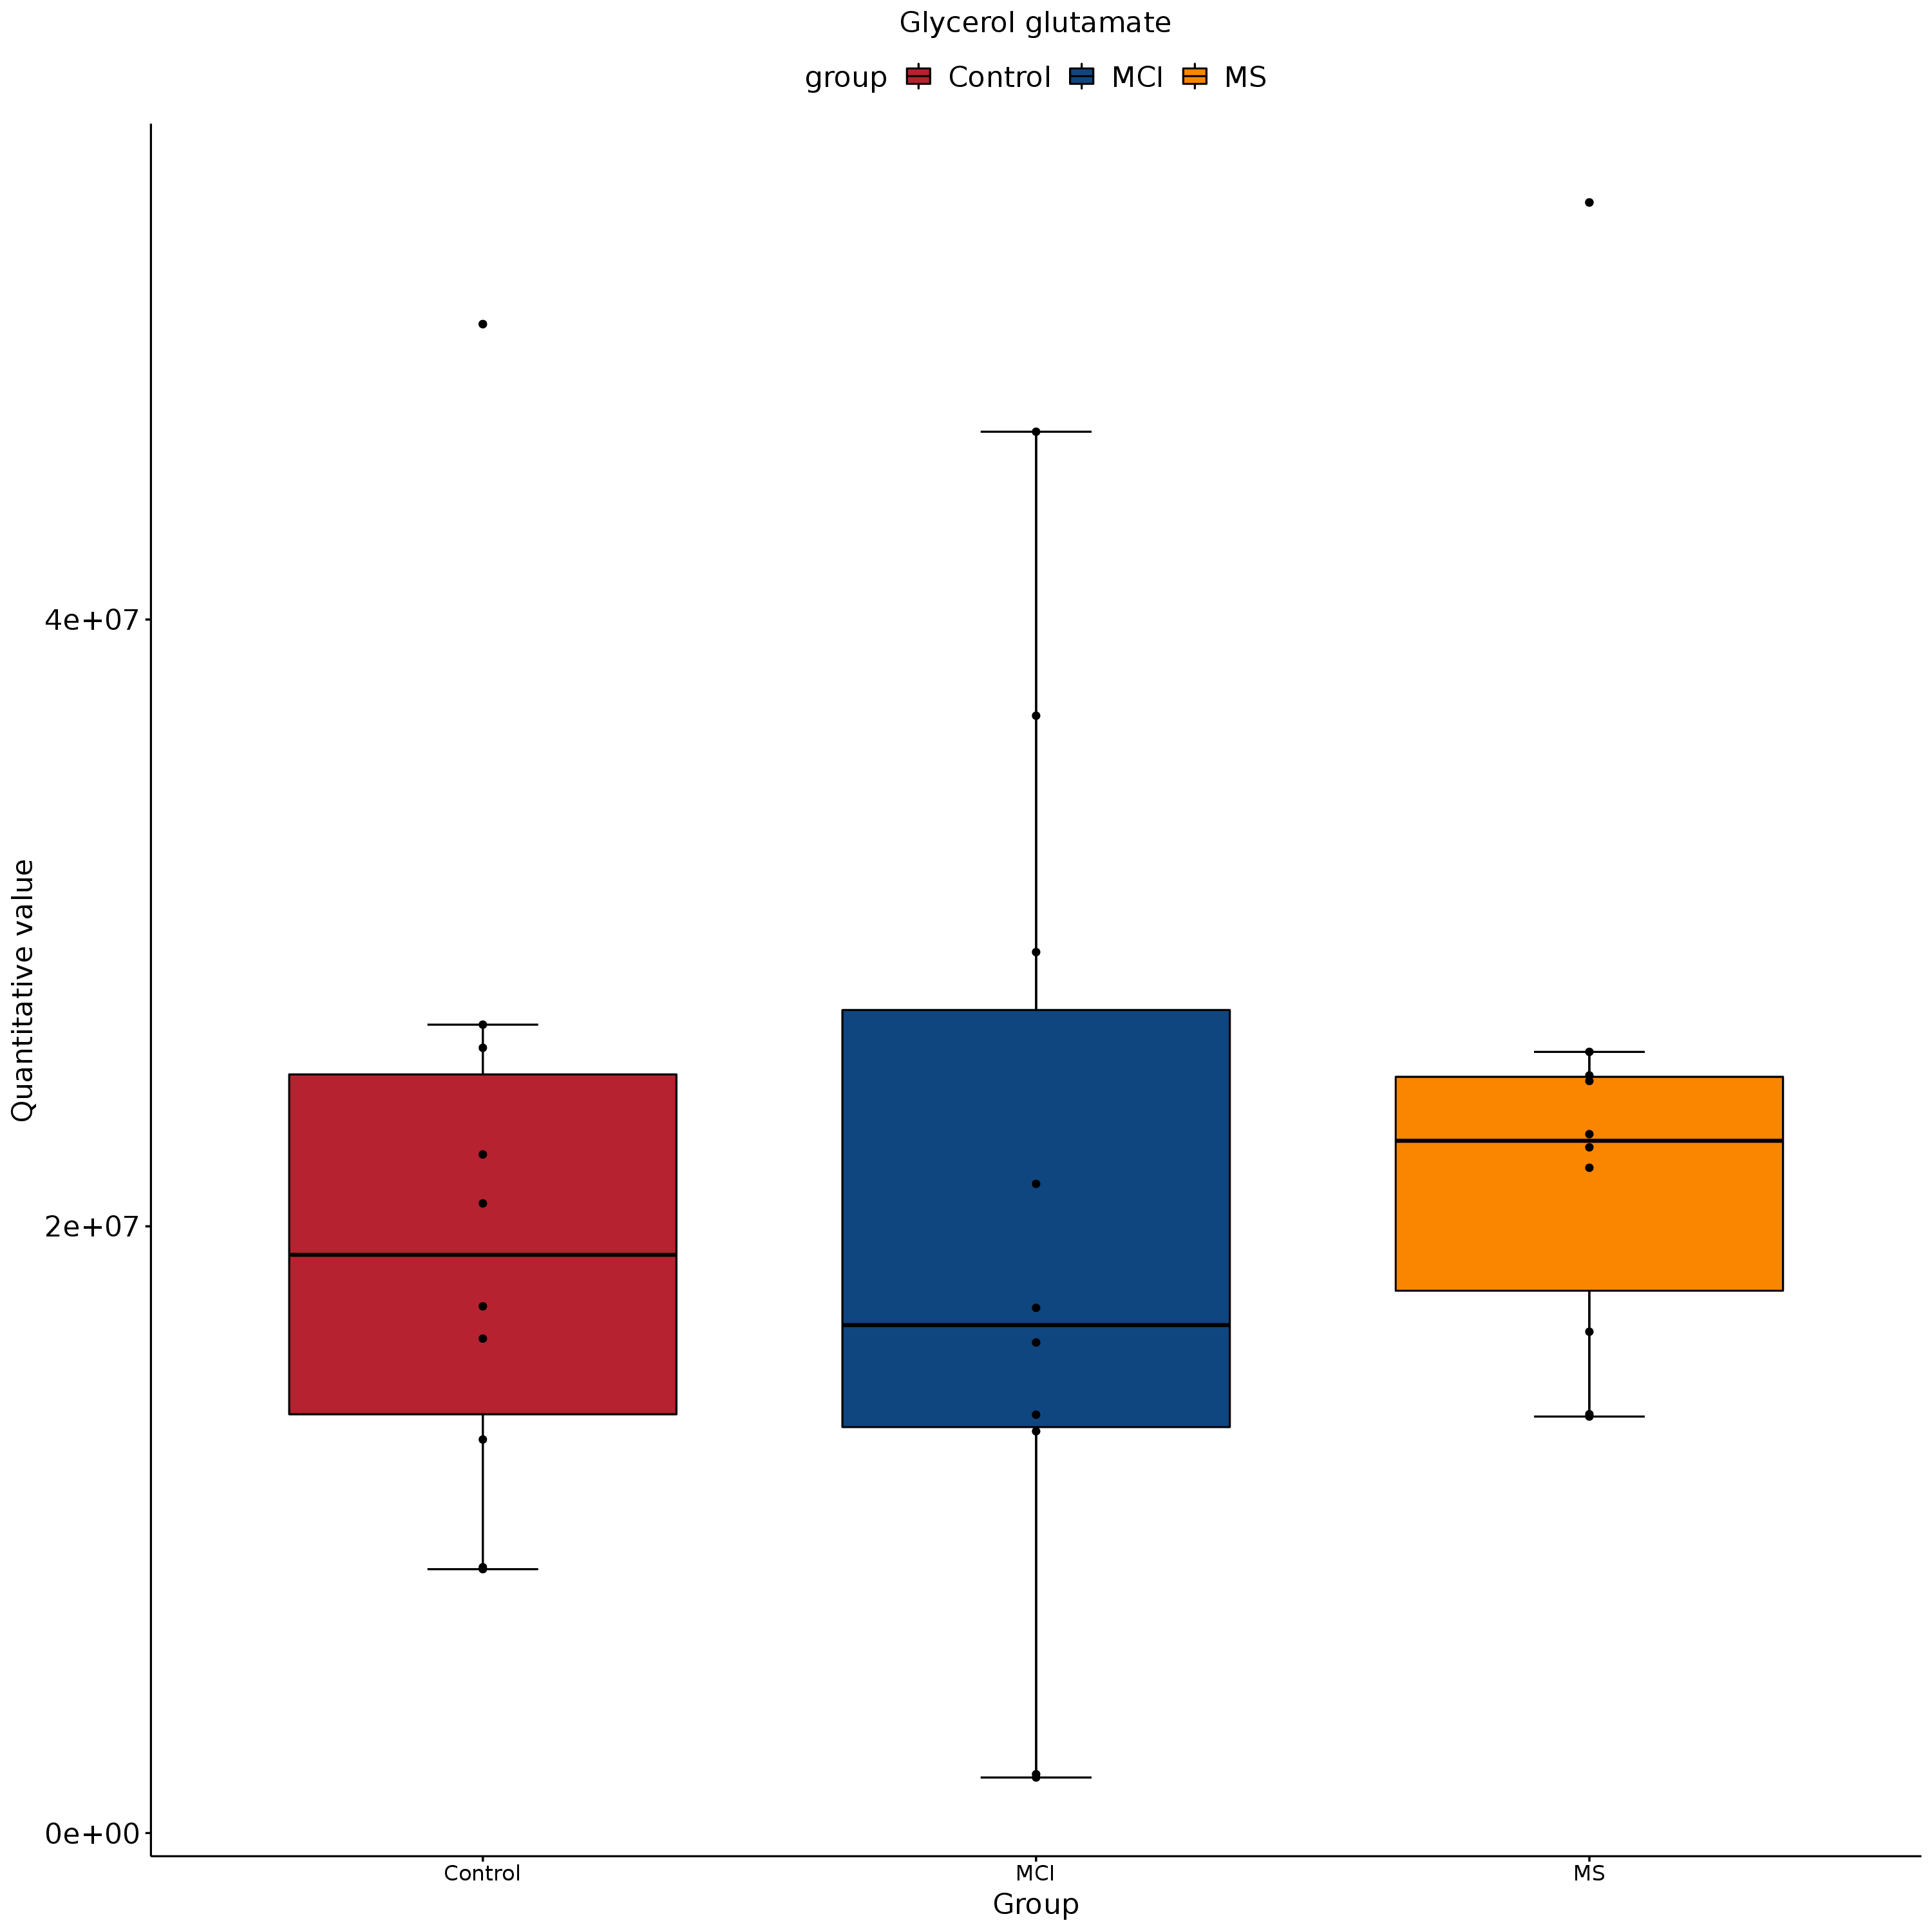 Glycerol glutamate
group Control MCI MS
Quantitative value
4e+07
2e+07
0e+00
Control MCI MS
Group